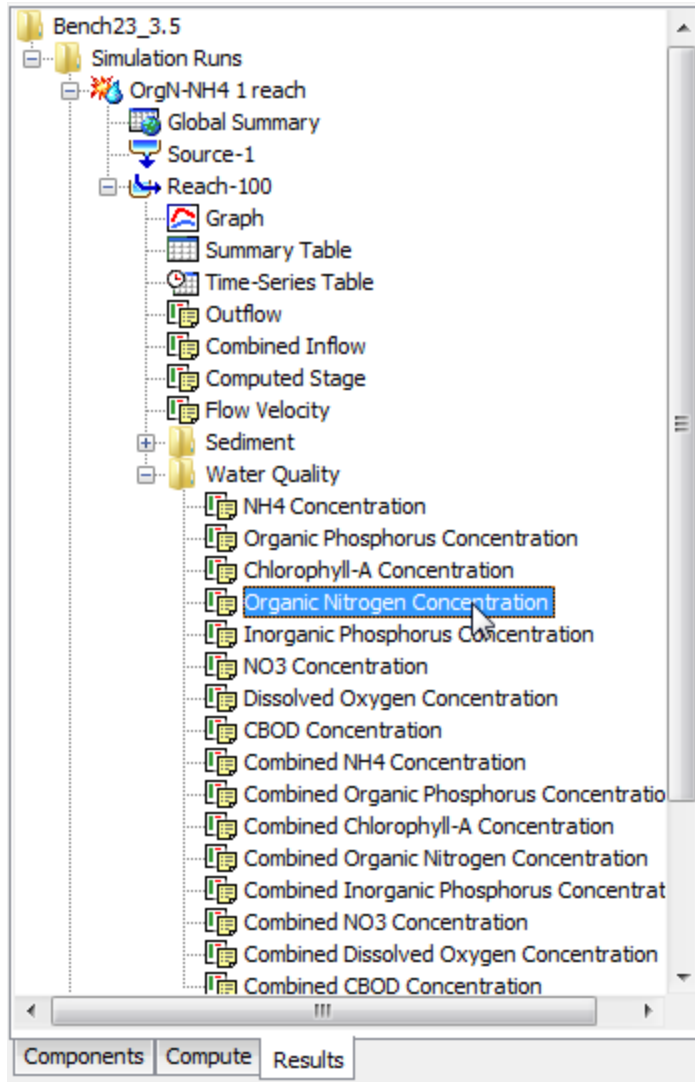 Bench23_3.5
Simulation Runs
OrgN-NH4 1 reach
Global Summary
Source-1
Reach-100
Graph
Summary Table
Time-Series Table
Outflow
Combined Inflow
Computed Stage
Flow Velocity
Sediment
Water Quality
NH4 Concentration
Organic Phosphorus Concentration
Chlorophyll-A Concentration
Organic Nitrogen Concentration
Inorganic Phosphorus Concentration
NO3 Concentration
Dissolved Oxygen Concentration
CBOD Concentration
Combined NH4 Concentration
Combined Organic Phosphorus Concentratio
Combined Chlorophyll-A Concentration
Combined Organic Nitrogen Concentration
Combined Inorganic Phosphorus Concentrat
Combined NO3 Concentration
Combined Dissolved Oxygen Concentration
Combined CBOD Concentration
Components Compute Results